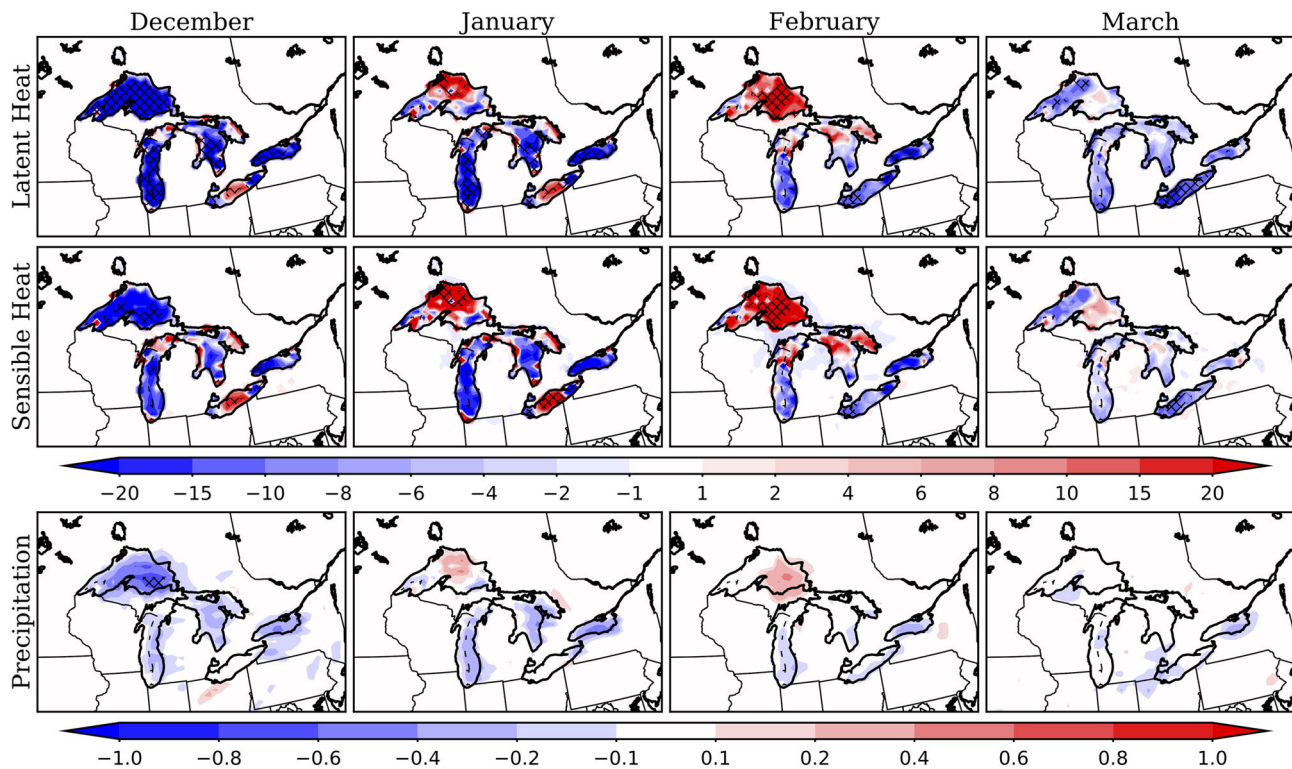 December January February March
Latent Heat
Sensible Heat
−20 −15 −10 −8 −6 −4 −2 −1 1 2 4 6 8 10 15 20
Precipitation
−1.0 −0.8 −0.6 −0.4 −0.2 −0.1 0.1 0.2 0.4 0.6 0.8 1.0